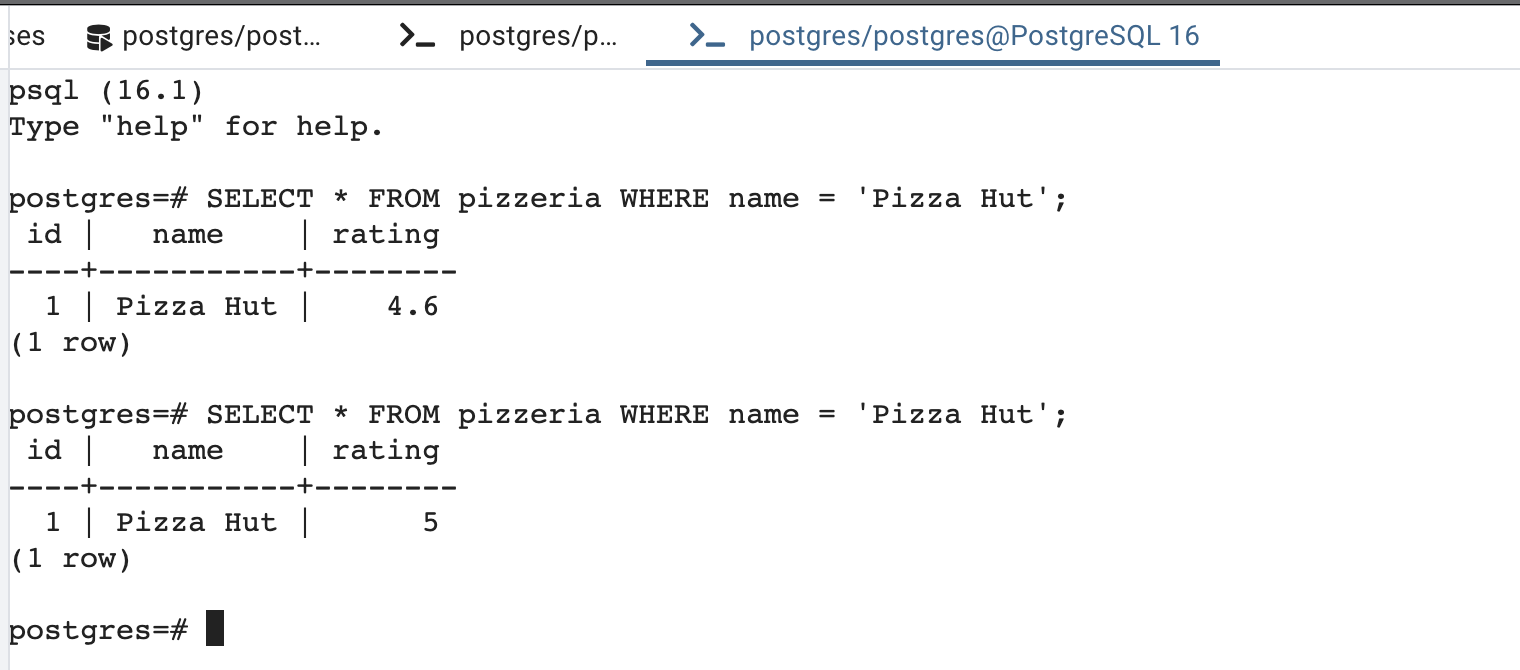 ses postgres/post... postgres/p... postgres/postgres@PostgreSQL 16
psql (16.1)
Type "help" for help.
postgres=# SELECT * FROM pizzeria WHERE name = 'Pizza Hut';
 id |   name    | rating
----+-----------+--------
  1 | Pizza Hut |    4.6
(1 row)
postgres=# SELECT * FROM pizzeria WHERE name = 'Pizza Hut';
 id |   name    | rating
----+-----------+--------
  1 | Pizza Hut |      5
(1 row)
postgres=#